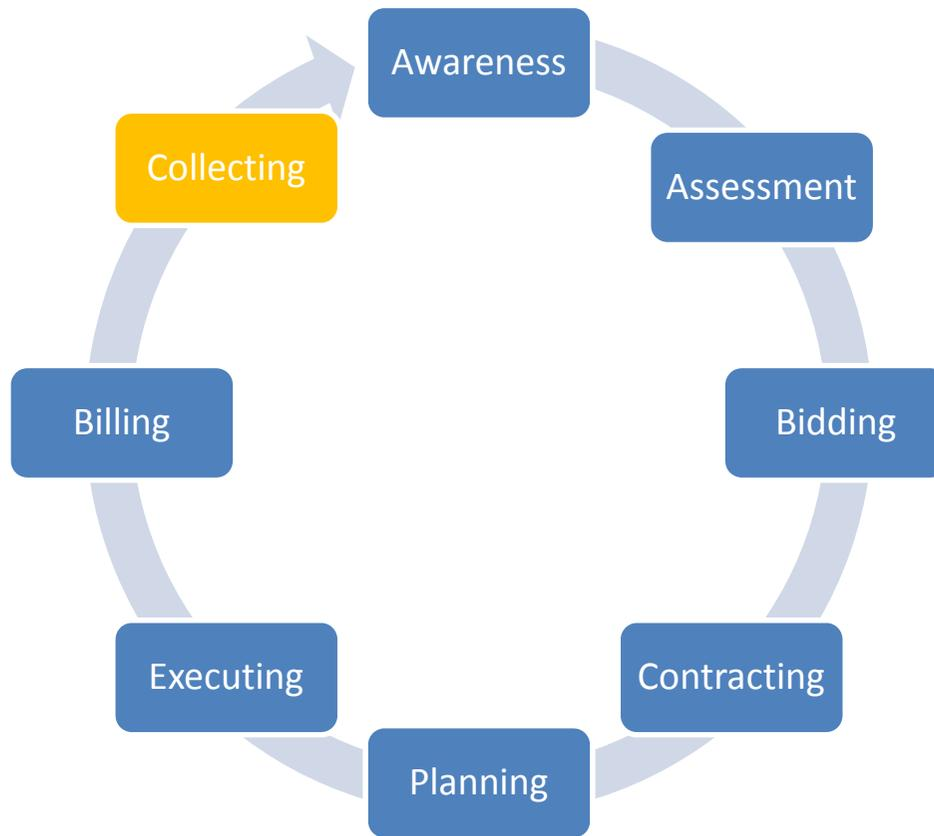 Awareness
Assessment
Bidding
Contracting
Planning
Executing
Billing
Collecting